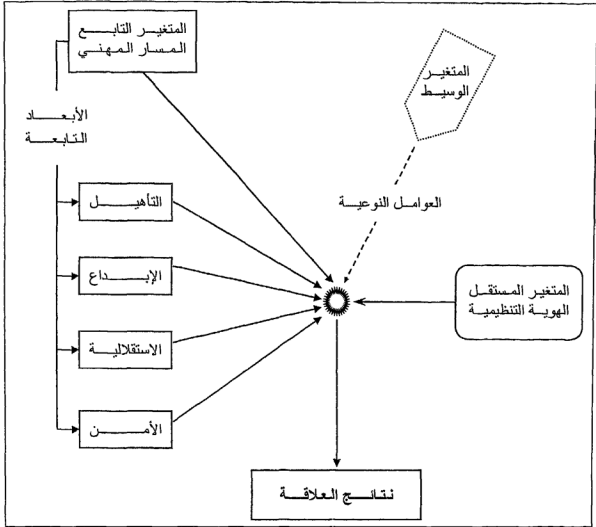 المتغير التابع
المسار المهني
المتغير
الوسيط
الأبعاد
التابعة
التأهيل
العوامل النوعية
الإبداع
المتغير المستقل
الهوية التنظيمية
الاستقلالية
الأمن
نتائج العلاقة